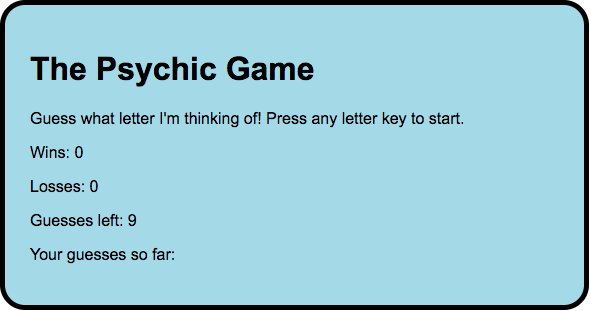 The Psychic Game
Guess what letter I'm thinking of! Press any letter key to start.
Wins: 0
Losses: 0
Guesses left: 9
Your guesses so far: